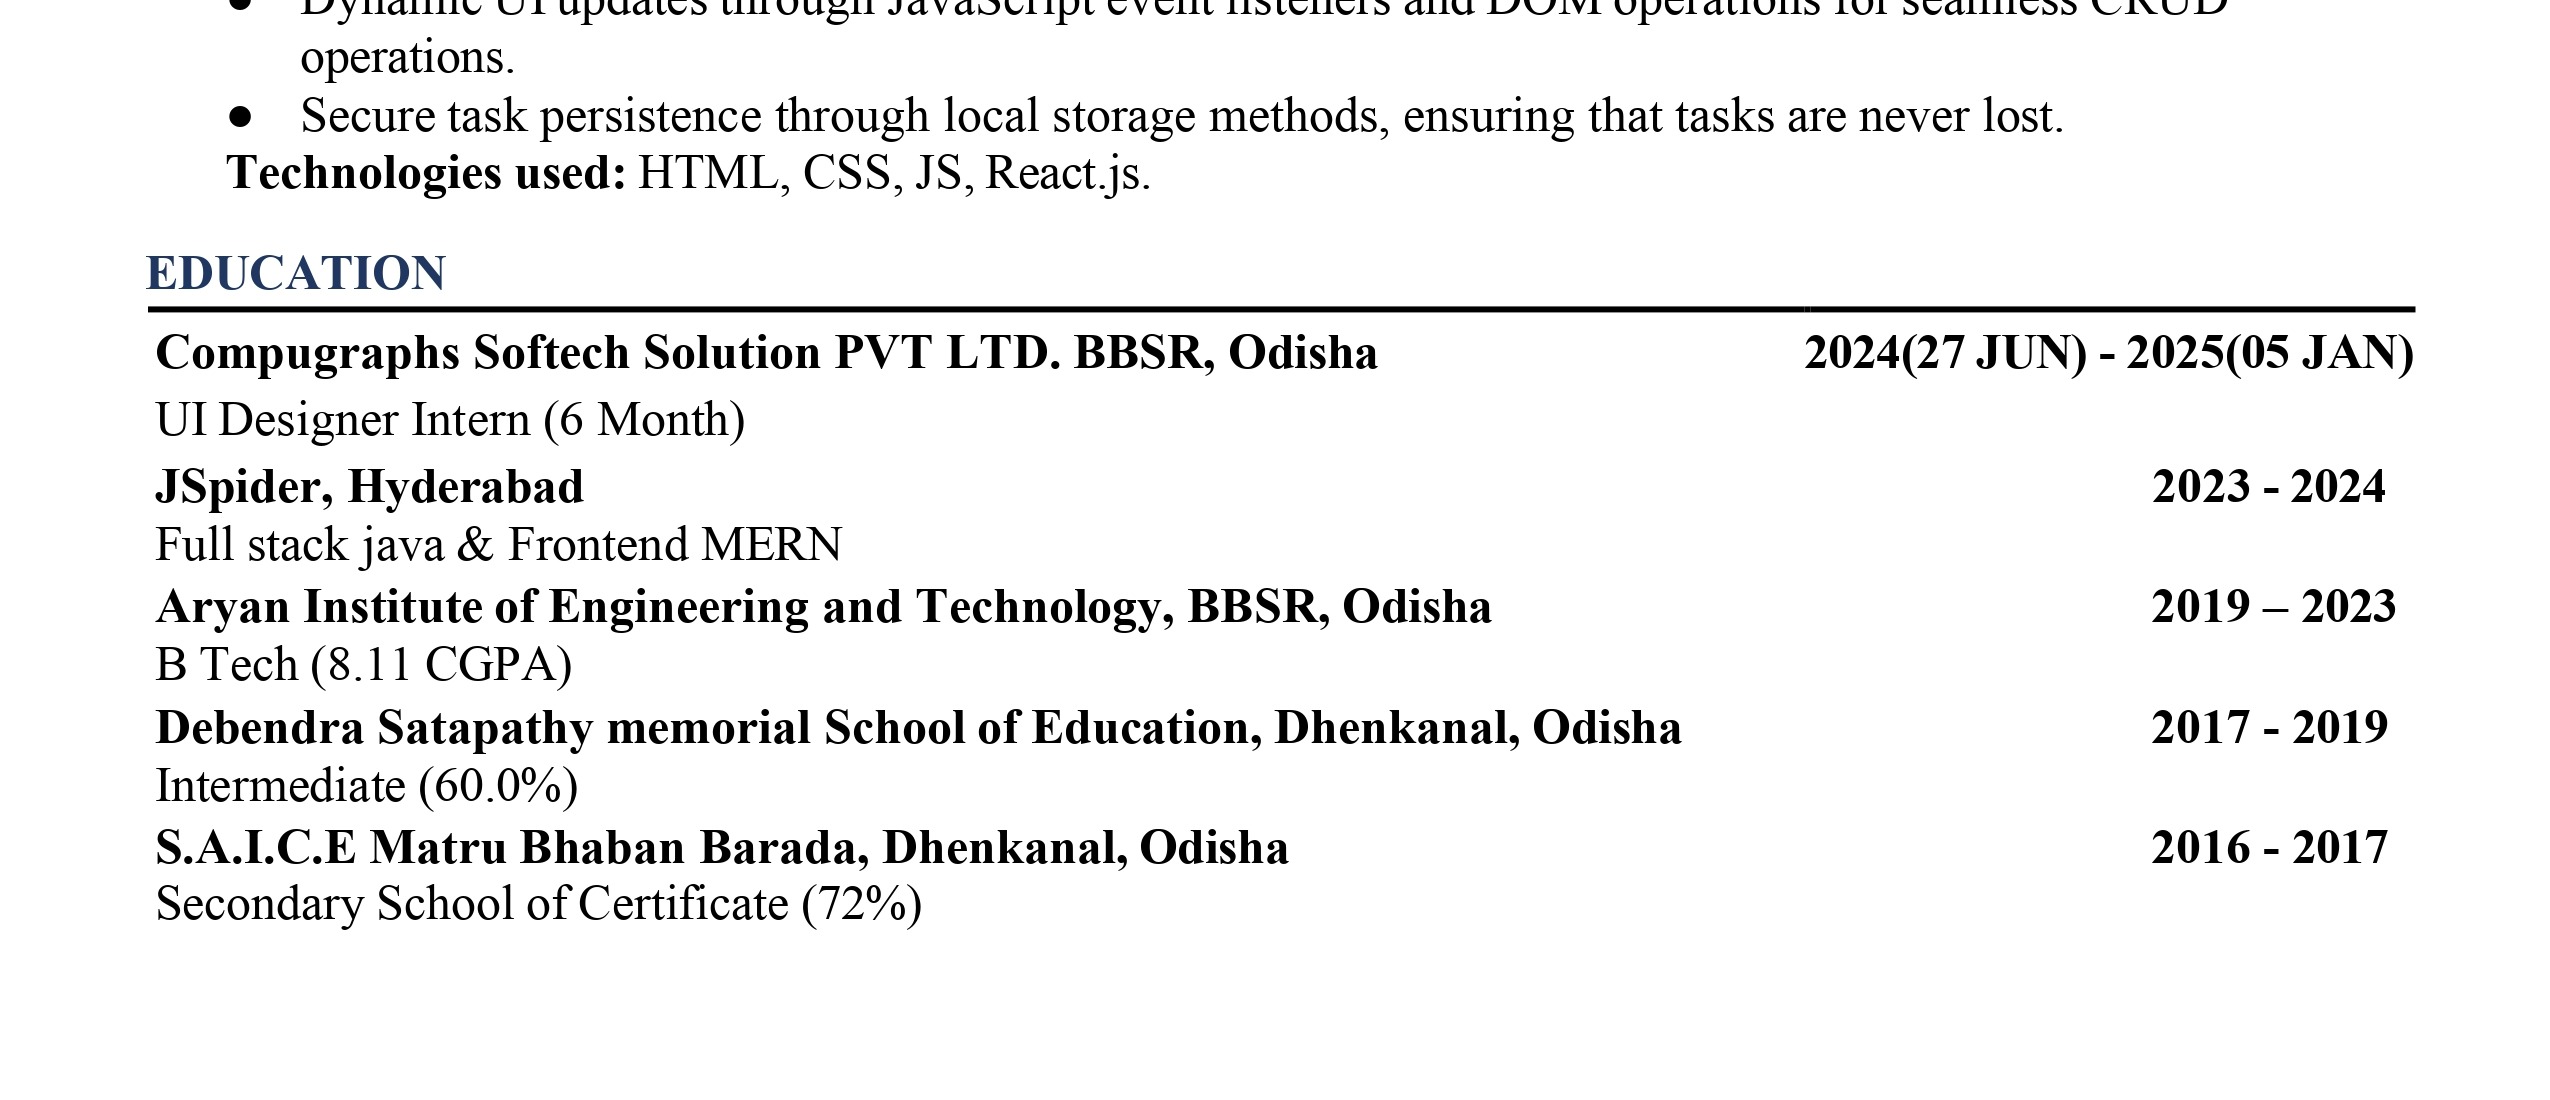 ● Dynamic UI updates through JavaScript event listeners and DOM operations for seamless CRUD
operations.
● Secure task persistence through local storage methods, ensuring that tasks are never lost.
Technologies used: HTML, CSS, JS, React.js.
EDUCATION
Compugraphs Softech Solution PVT LTD. BBSR, Odisha 2024(27 JUN) - 2025(05 JAN)
UI Designer Intern (6 Month)
JSpider, Hyderabad 2023 - 2024
Full stack java & Frontend MERN
Aryan Institute of Engineering and Technology, BBSR, Odisha 2019 – 2023
B Tech (8.11 CGPA)
Debendra Satapathy memorial School of Education, Dhenkanal, Odisha 2017 - 2019
Intermediate (60.0%)
S.A.I.C.E Matru Bhaban Barada, Dhenkanal, Odisha 2016 - 2017
Secondary School of Certificate (72%)